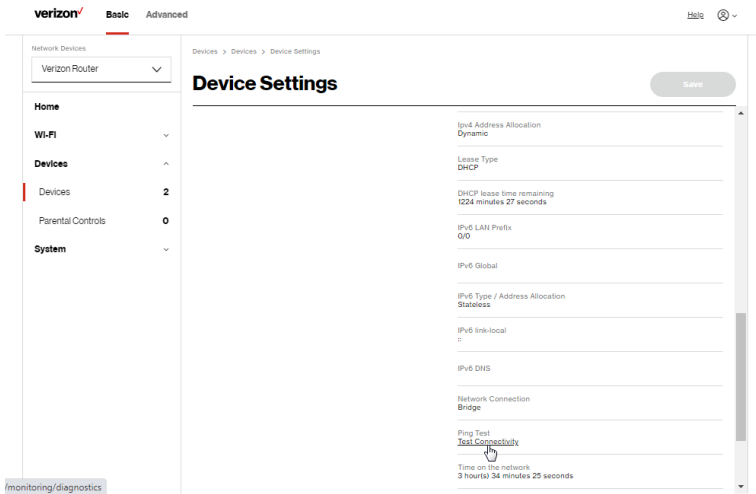 verizon✓ Basic Advanced Help
Network Devices
Verizon Router
Home
Wi-Fi
Devices
Devices 2
Parental Controls 0
System
Devices > Devices > Device Settings
Device Settings
Save
Ipv4 Address Allocation
Dynamic
Lease Type
DHCP
DHCP lease time remaining
1224 minutes 27 seconds
IPv6 LAN Prefix
0/0
IPv6 Global
IPv6 Type / Address Allocation
Stateless
IPv6 link-local
::
IPv6 DNS
Network Connection
Bridge
Ping Test
Test Connectivity
Time on the network
3 hour(s) 34 minutes 25 seconds
/monitoring/diagnostics